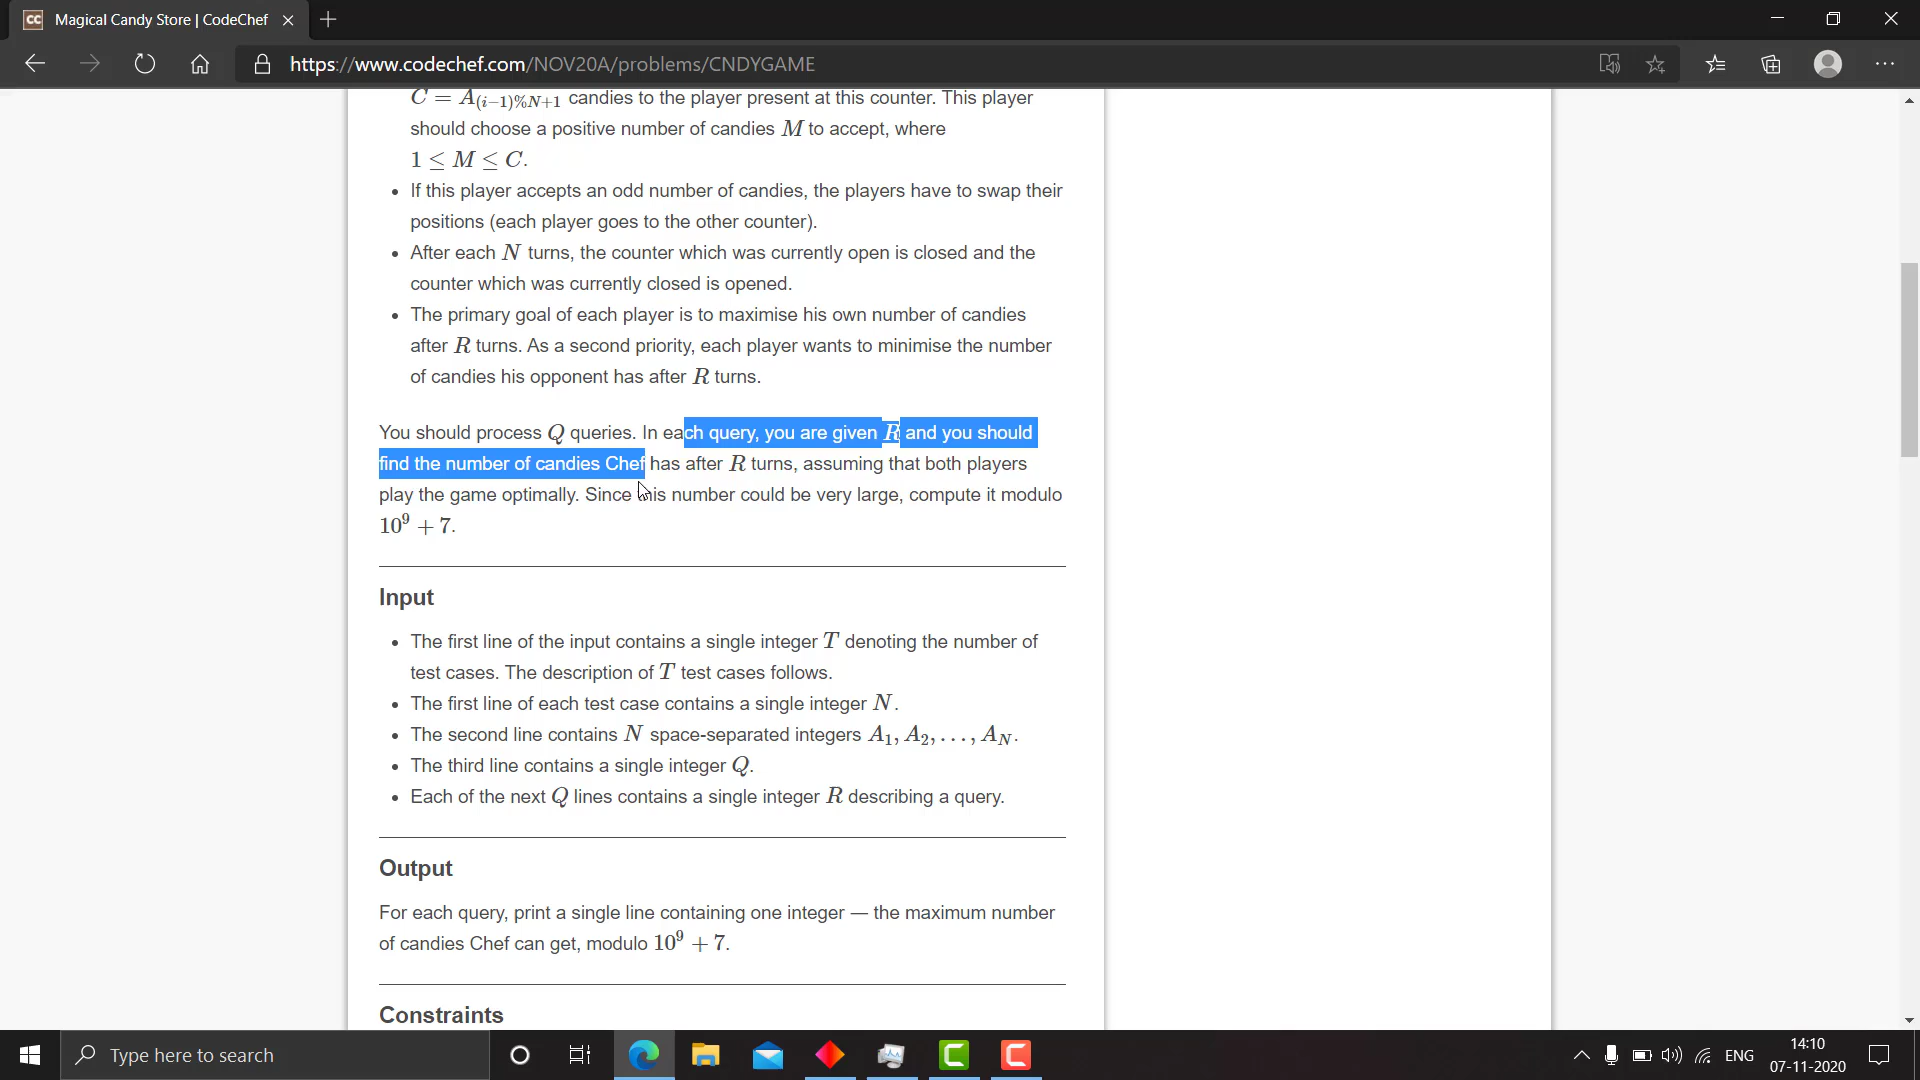 Magical Candy Store | CodeChef
https://www.codechef.com/NOV20A/problems/CNDYGAME
C = A(i−1)%N+1 candies to the player present at this counter. This player
should choose a positive number of candies M to accept, where
1 ≤ M ≤ C.
• If this player accepts an odd number of candies, the players have to swap their
positions (each player goes to the other counter).
• After each N turns, the counter which was currently open is closed and the
counter which was currently closed is opened.
• The primary goal of each player is to maximise his own number of candies
after R turns. As a second priority, each player wants to minimise the number
of candies his opponent has after R turns.
You should process Q queries. In each query, you are given R and you should
find the number of candies Chef has after R turns, assuming that both players
play the game optimally. Since this number could be very large, compute it modulo
10⁹ + 7.
Input
• The first line of the input contains a single integer T denoting the number of
test cases. The description of T test cases follows.
• The first line of each test case contains a single integer N.
• The second line contains N space-separated integers A₁, A₂, . . . , A_N.
• The third line contains a single integer Q.
• Each of the next Q lines contains a single integer R describing a query.
Output
For each query, print a single line containing one integer — the maximum number
of candies Chef can get, modulo 10⁹ + 7.
Constraints
Type here to search
ENG
14:10
07-11-2020